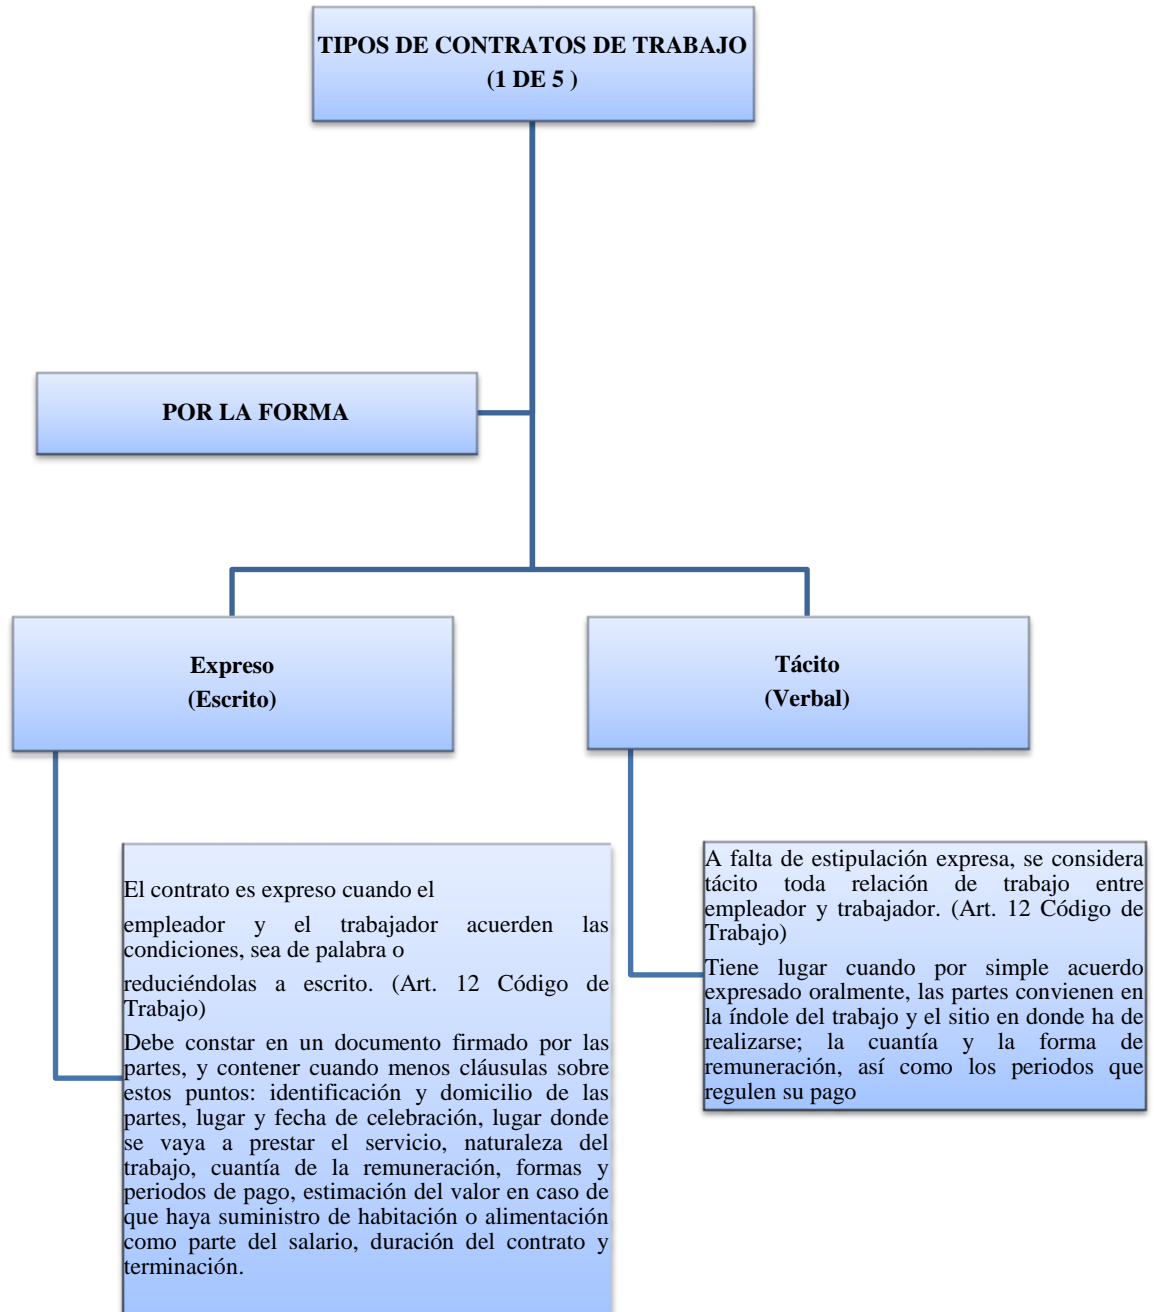 TIPOS DE CONTRATOS DE TRABAJO
(1 DE 5 )
POR LA FORMA
Expreso
(Escrito)
Tácito
(Verbal)
El contrato es expreso cuando el
empleador y el trabajador acuerden las
condiciones, sea de palabra o
reduciéndolas a escrito. (Art. 12 Código de
Trabajo)
Debe constar en un documento firmado por las
partes, y contener cuando menos cláusulas sobre
estos puntos: identificación y domicilio de las
partes, lugar y fecha de celebración, lugar donde
se vaya a prestar el servicio, naturaleza del
trabajo, cuantía de la remuneración, formas y
periodos de pago, estimación del valor en caso de
que haya suministro de habitación o alimentación
como parte del salario, duración del contrato y
terminación.
A falta de estipulación expresa, se considera
tácito toda relación de trabajo entre
empleador y trabajador. (Art. 12 Código de
Trabajo)
Tiene lugar cuando por simple acuerdo
expresado oralmente, las partes convienen en
la índole del trabajo y el sitio en donde ha de
realizarse; la cuantía y la forma de
remuneración, así como los periodos que
regulen su pago